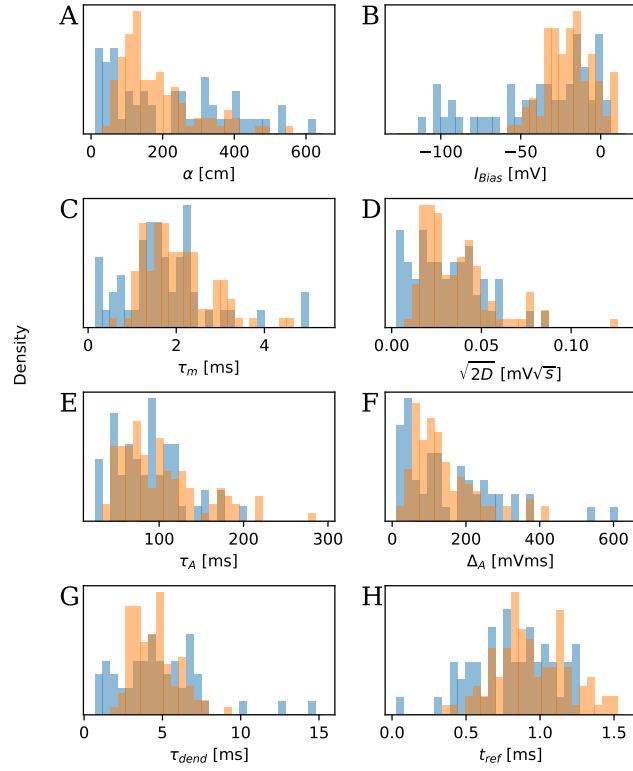 A
B
0 200 400 600
−100 −50 0
α [cm]
I_Bias [mV]
C
D
0 2 4
0.00 0.05 0.10
τ_m [ms]
√2D [mV√s]
Density
E
F
100 200 300
0 200 400 600
τ_A [ms]
Δ_A [mVms]
G
H
0 5 10 15
0.0 0.5 1.0 1.5
τ_dend [ms]
t_ref [ms]